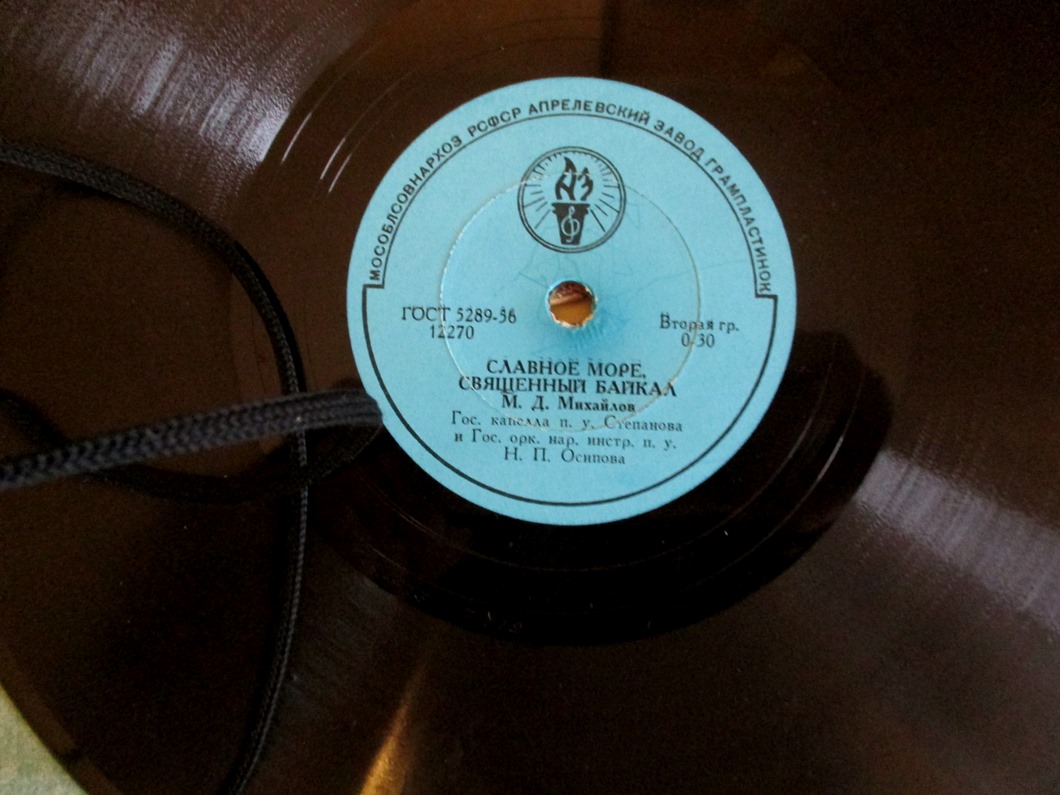 МОСОБЛСОВНАРХОЗ РСФСР АПРЕЛЕВСКИЙ ЗАВОД ГРАМПЛАСТИНОК
АЗ
ГОСТ 5289-56
12270
Вторая гр.
0-30
СЛАВНОЕ МОРЕ,
СВЯЩЕННЫЙ БАЙКАЛ
М. Д. Михайлов
Гос. капелла п. у. Степанова
и Гос. орк. нар. инстр. п. у.
Н. П. Осипова